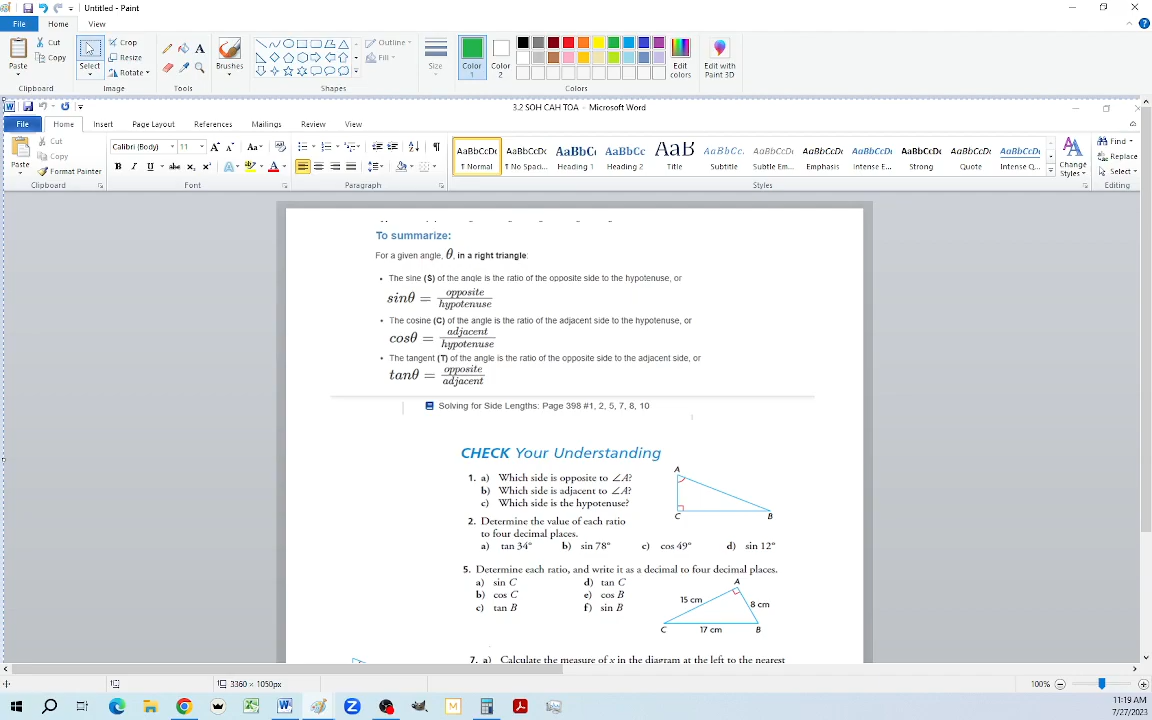 Untitled - Paint
File Home View
Paste Cut Copy
Clipboard
Select Crop Resize Rotate
Image
Tools
Brushes
Shapes
Outline Fill
Size
Color 1 Color 2
Edit colors
Edit with Paint 3D
Colors
3.2 SOH CAH TOA - Microsoft Word
File Home Insert Page Layout References Mailings Review View
Paste Cut Copy Format Painter
Clipboard
Calibri (Body) 11
Font
Paragraph
AaBbCcDc AaBbCcDc AaBbC( AaBbCc AaB AaBbCc. AaBbCcDc AaBbCcDc AaBbCcDc AaBbCcDc AaBbCcDc AaBbCcDc
¶ Normal ¶ No Spaci... Heading 1 Heading 2 Title Subtitle Subtle Em... Emphasis Intense E... Strong Quote Intense Q...
Styles
Change Styles
Find Replace Select
Editing
To summarize:
For a given angle, θ, in a right triangle:
• The sine (S) of the angle is the ratio of the opposite side to the hypotenuse, or
sinθ = opposite/hypotenuse
• The cosine (C) of the angle is the ratio of the adjacent side to the hypotenuse, or
cosθ = adjacent/hypotenuse
• The tangent (T) of the angle is the ratio of the opposite side to the adjacent side, or
tanθ = opposite/adjacent
Solving for Side Lengths: Page 398 #1, 2, 5, 7, 8, 10
CHECK Your Understanding
1. a) Which side is opposite to ∠A?
b) Which side is adjacent to ∠A?
c) Which side is the hypotenuse?
A
C B
2. Determine the value of each ratio
to four decimal places.
a) tan 34° b) sin 78° c) cos 49° d) sin 12°
5. Determine each ratio, and write it as a decimal to four decimal places.
a) sin C d) tan C
b) cos C e) cos B
c) tan B f) sin B
A
15 cm 8 cm
C 17 cm B
7. a) Calculate the measure of x in the diagram at the left to the nearest
3360 × 1050px
100%
11:19 AM
7/27/2023